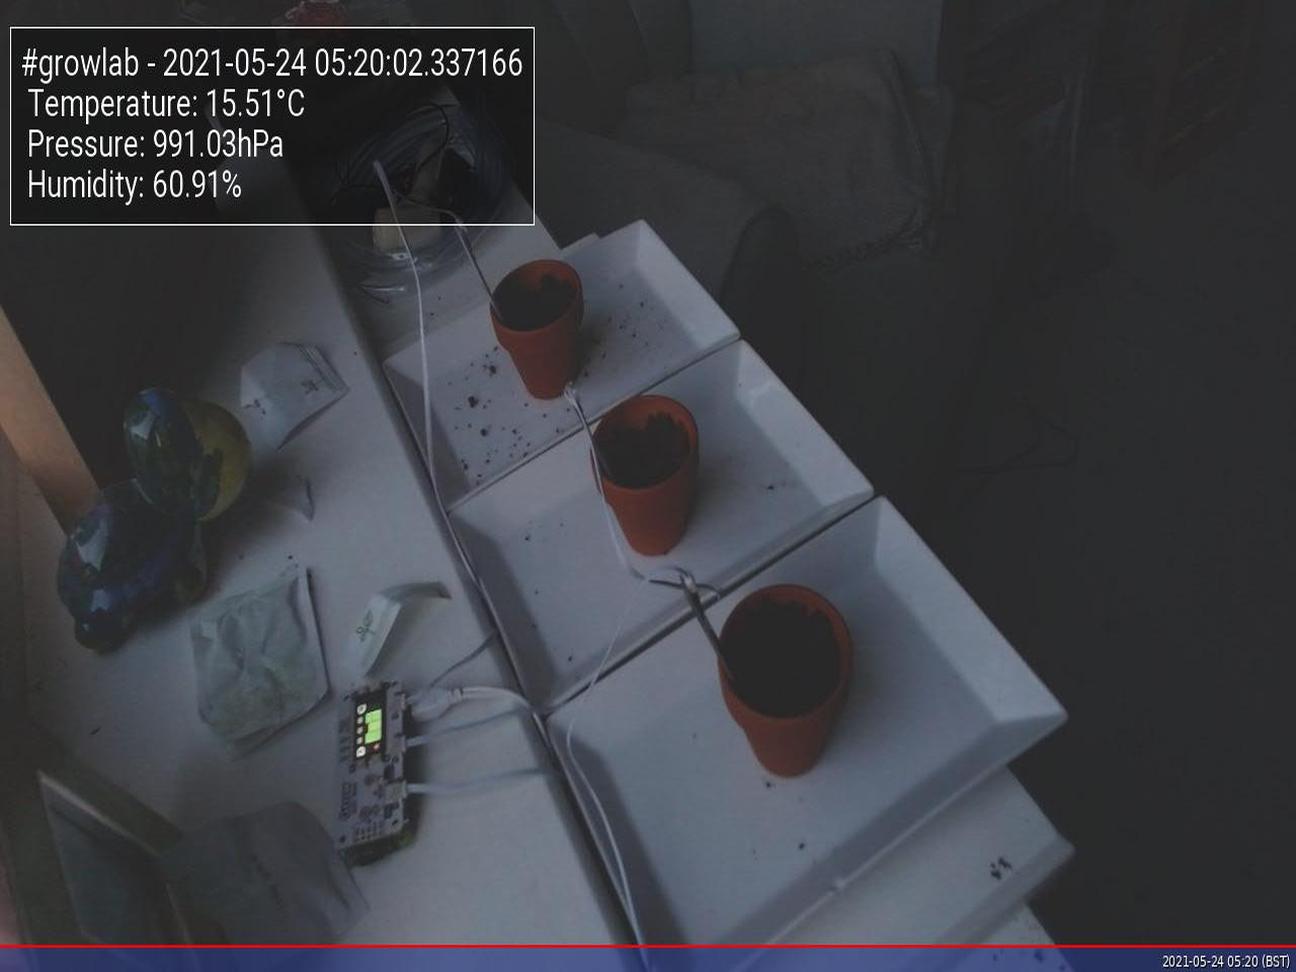 #growlab - 2021-05-24 05:20:02.337166
Temperature: 15.51°C
Pressure: 991.03hPa
Humidity: 60.91%
2021-05-24 05:20 (BST)